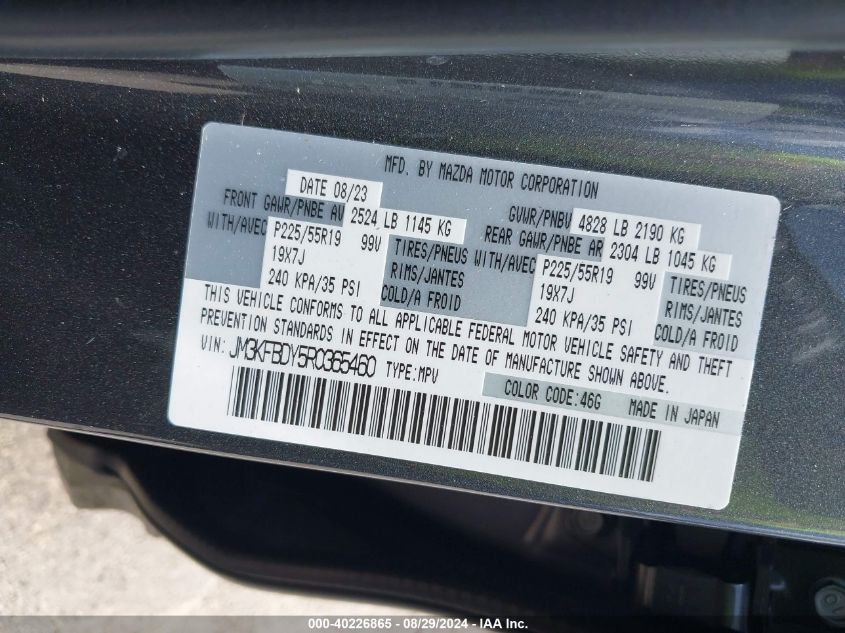 MFD. BY MAZDA MOTOR CORPORATION
DATE 08/23
GVWR/PNBV 4828 LB 2190 KG
FRONT GAWR/PNBE AV 2524 LB 1145 KG
REAR GAWR/PNBE AR 2304 LB 1045 KG
WITH/AVEC P225/55R19 99V TIRES/PNEUS
19X7J RIMS/JANTES
240 KPA/35 PSI COLD/A FROID
WITH/AVEC P225/55R19 99V TIRES/PNEUS
19X7J RIMS/JANTES
240 KPA/35 PSI COLD/A FROID
THIS VEHICLE CONFORMS TO ALL APPLICABLE FEDERAL MOTOR VEHICLE SAFETY AND THEFT
PREVENTION STANDARDS IN EFFECT ON THE DATE OF MANUFACTURE SHOWN ABOVE.
VIN: JM3KFBDY5R0365460 TYPE:MPV
COLOR CODE:46G MADE IN JAPAN
000-40226865 - 08/29/2024 - IAA Inc.